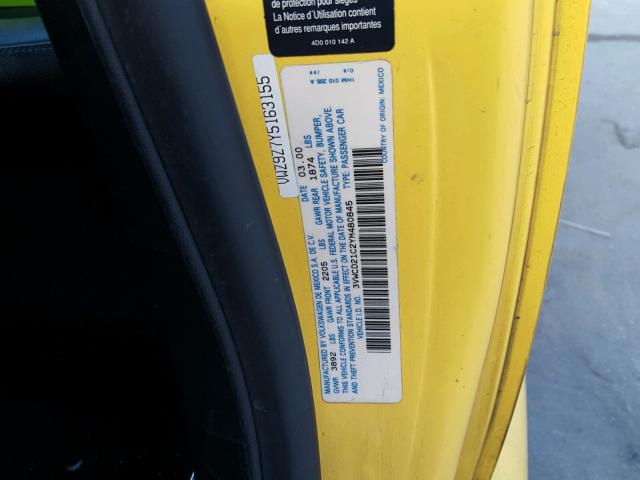 de protection pour sièges
La Notice d'Utilisation contient
d'autres remarques importantes
4D0 010 142 A
VWZ9Z7Y5163155
1HM 010 206 A
MANUFACTURED BY VOLKSWAGEN DE MEXICO S.A. DE C.V. DATE 03.00
GVWR 3892 LBS GAWR FRONT 2205 LBS GAWR REAR 1874 LBS
THIS VEHICLE CONFORMS TO ALL APPLICABLE U.S. FEDERAL MOTOR VEHICLE SAFETY, BUMPER,
AND THEFT PREVENTION STANDARDS IN EFFECT ON THE DATE OF MANUFACTURE SHOWN ABOVE.
VEHICLE I.D. NO. 3VWCD21C2YM480845 TYPE: PASSENGER CAR
COUNTRY OF ORIGIN: MEXICO